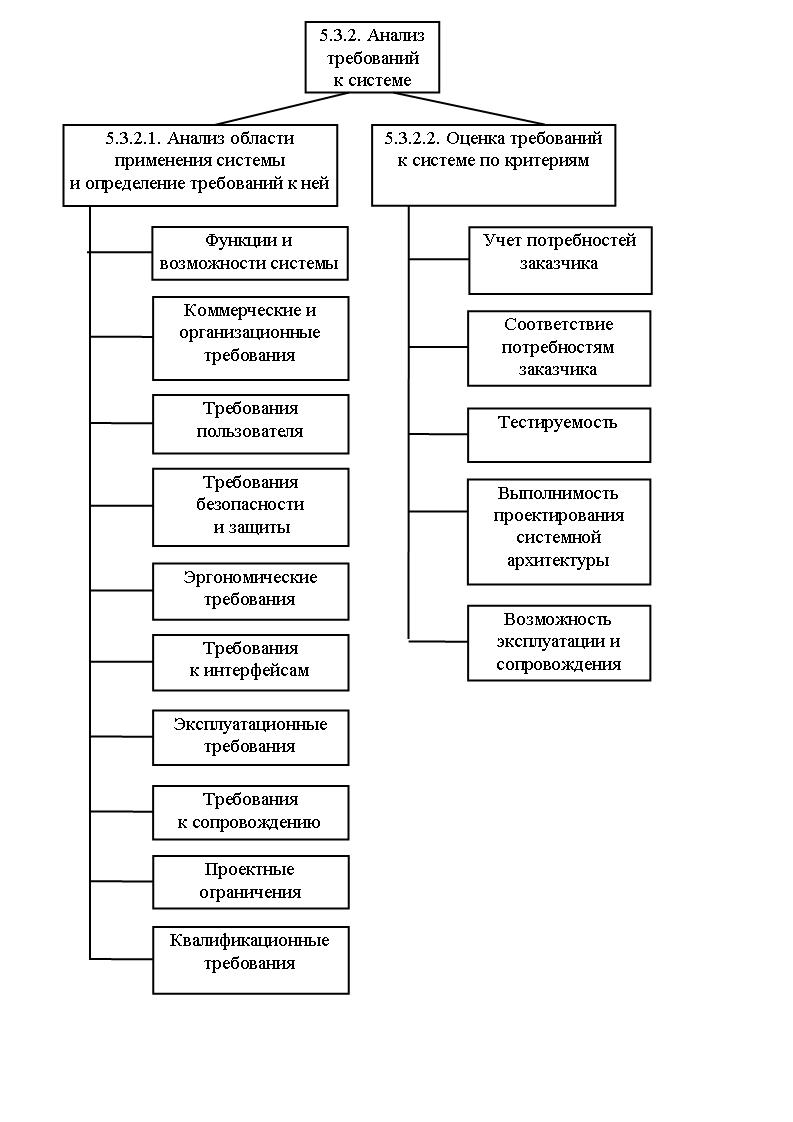 5.3.2. Анализ
требований
к системе
5.3.2.1. Анализ области
применения системы
и определение требований к ней
Функции и
возможности системы
Коммерческие и
организационные
требования
Требования
пользователя
Требования
безопасности
и защиты
Эргономические
требования
Требования
к интерфейсам
Эксплуатационные
требования
Требования
к сопровождению
Проектные
ограничения
Квалификационные
требования
5.3.2.2. Оценка требований
к системе по критериям
Учет потребностей
заказчика
Соответствие
потребностям
заказчика
Тестируемость
Выполнимость
проектирования
системной
архитектуры
Возможность
эксплуатации и
сопровождения